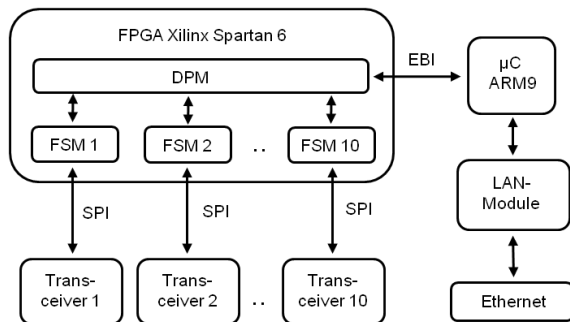 FPGA Xilinx Spartan 6
EBI
µC
ARM9
DPM
FSM 1
FSM 2
..
FSM 10
LAN-
Module
SPI
SPI
SPI
Trans-
ceiver 1
Trans-
ceiver 2
..
Trans-
ceiver 10
Ethernet